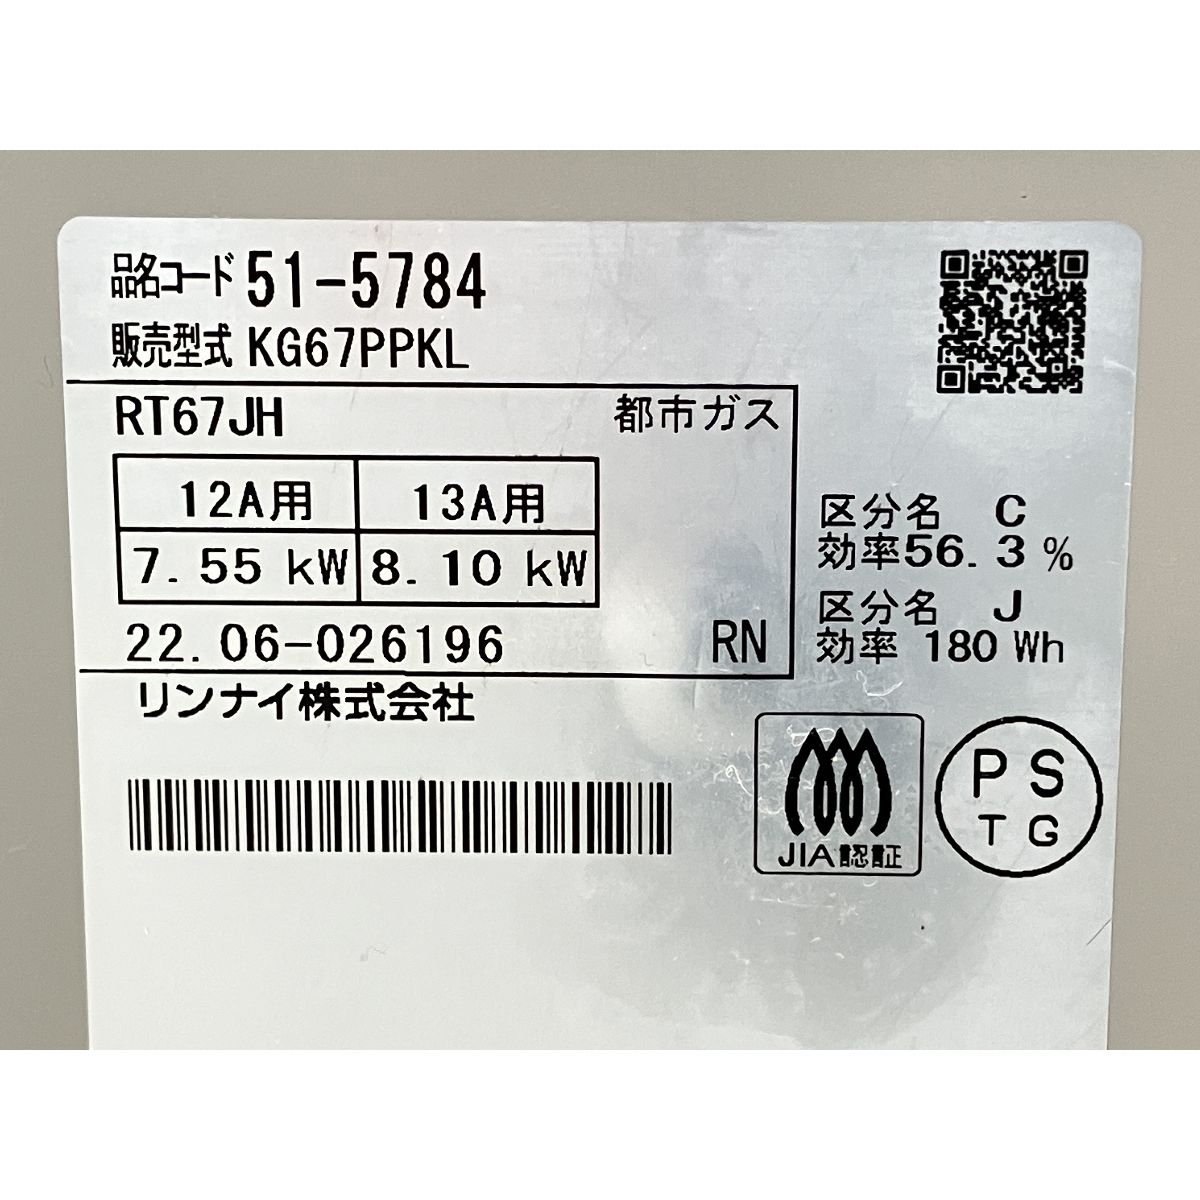 品名コード 51-5784
販売型式 KG67PPKL
RT67JH 都市ガス
12A用 13A用
7.55 kW 8.10 kW
22.06-026196 RN
リンナイ株式会社
区分名 C
効率56.3 %
区分名 J
効率 180 Wh
JIA認証
PS
TG